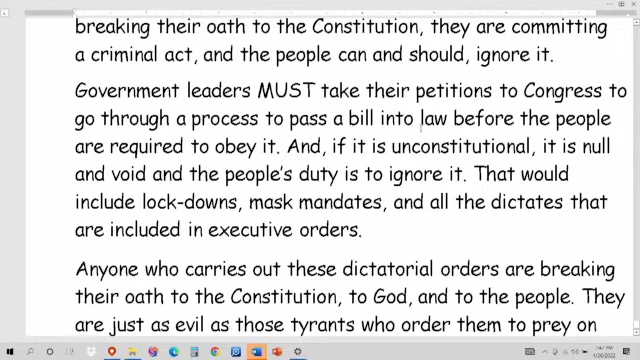 breaking their oath to the Constitution, they are committing
a criminal act, and the people can and should, ignore it.
Government leaders MUST take their petitions to Congress to
go through a process to pass a bill into law before the people
are required to obey it. And, if it is unconstitutional, it is null
and void and the people's duty is to ignore it. That would
include lock-downs, mask mandates, and all the dictates that
are included in executive orders.
Anyone who carries out these dictatorial orders are breaking
their oath to the Constitution, to God, and to the people. They
are just as evil as those tyrants who order them to prey on
1/26/2022